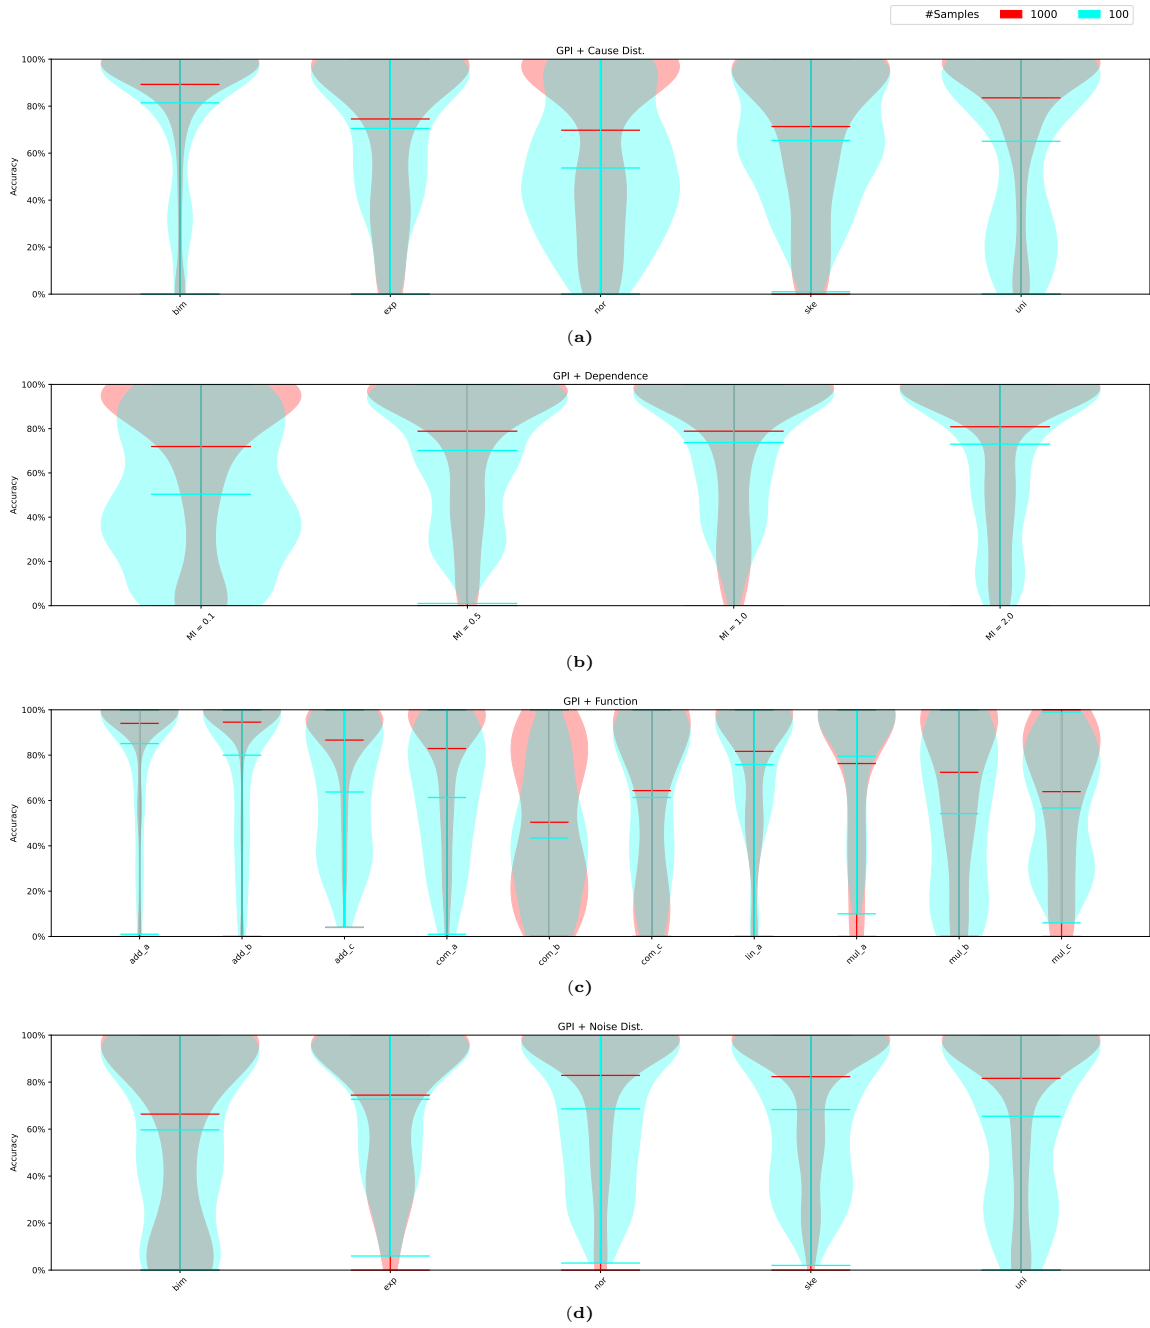 #Samples 1000 100
GPI + Cause Dist.
Accuracy
100%
80%
60%
40%
20%
0%
bim exp nor ske uni
(a)
GPI + Dependence
Accuracy
100%
80%
60%
40%
20%
0%
MI = 0.1 MI = 0.5 MI = 1.0 MI = 2.0
(b)
GPI + Function
Accuracy
100%
80%
60%
40%
20%
0%
add_a add_b add_c com_a com_b com_c lin_a mul_a mul_b mul_c
(c)
GPI + Noise Dist.
Accuracy
100%
80%
60%
40%
20%
0%
bim exp nor ske uni
(d)